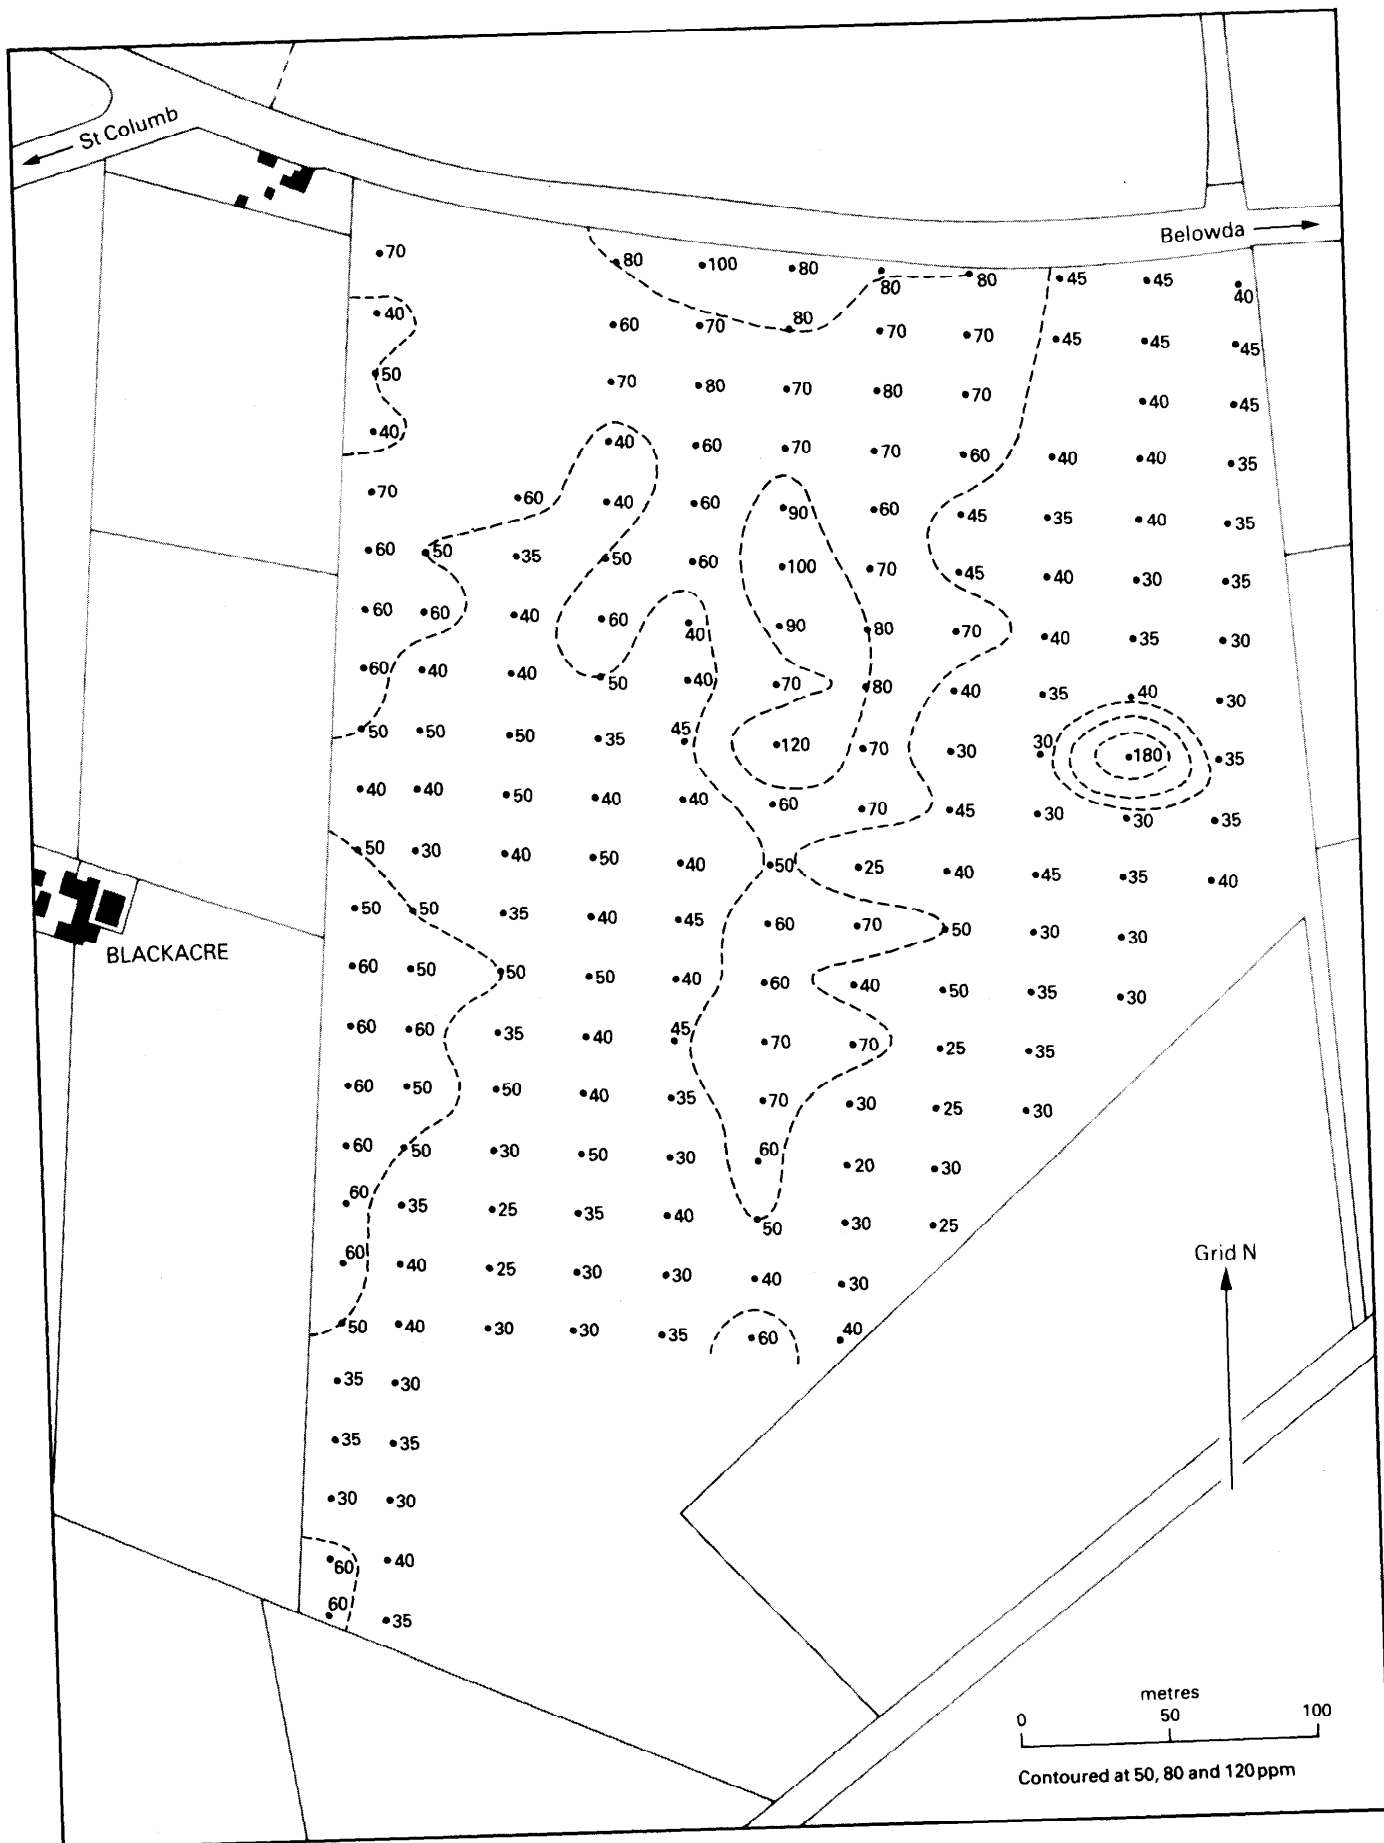 St Columb
Belowda
70 80 100 80 80 80 45 45 40
40 60 70 80 70 70 45 45 45
50 70 80 70 80 70 40 45
40 40 60 70 70 60 40 40 35
70 60 40 60 90 60 45 35 40 35
60 50 35 50 60 100 70 45 40 30 35
60 60 40 60 40 90 80 70 40 35 30
60 40 40 50 40 70 80 40 35 40 30
50 50 50 35 45 120 70 30 30 180 35
40 40 50 40 40 60 70 45 30 30 35
50 30 40 50 40 50 25 40 45 35 40
50 50 35 40 45 60 70 50 30 30
BLACKACRE
60 50 50 50 40 60 40 50 35 30
60 60 35 40 45 70 70 25 35
60 50 50 40 35 70 30 25 30
60 50 30 50 30 60 20 30
60 35 25 35 40 50 30 25
60 40 25 30 30 40 30
50 40 30 30 35 60 40
35 30
35 35
30 30
60 40
60 35
Grid N
metres
0 50 100
Contoured at 50, 80 and 120 ppm